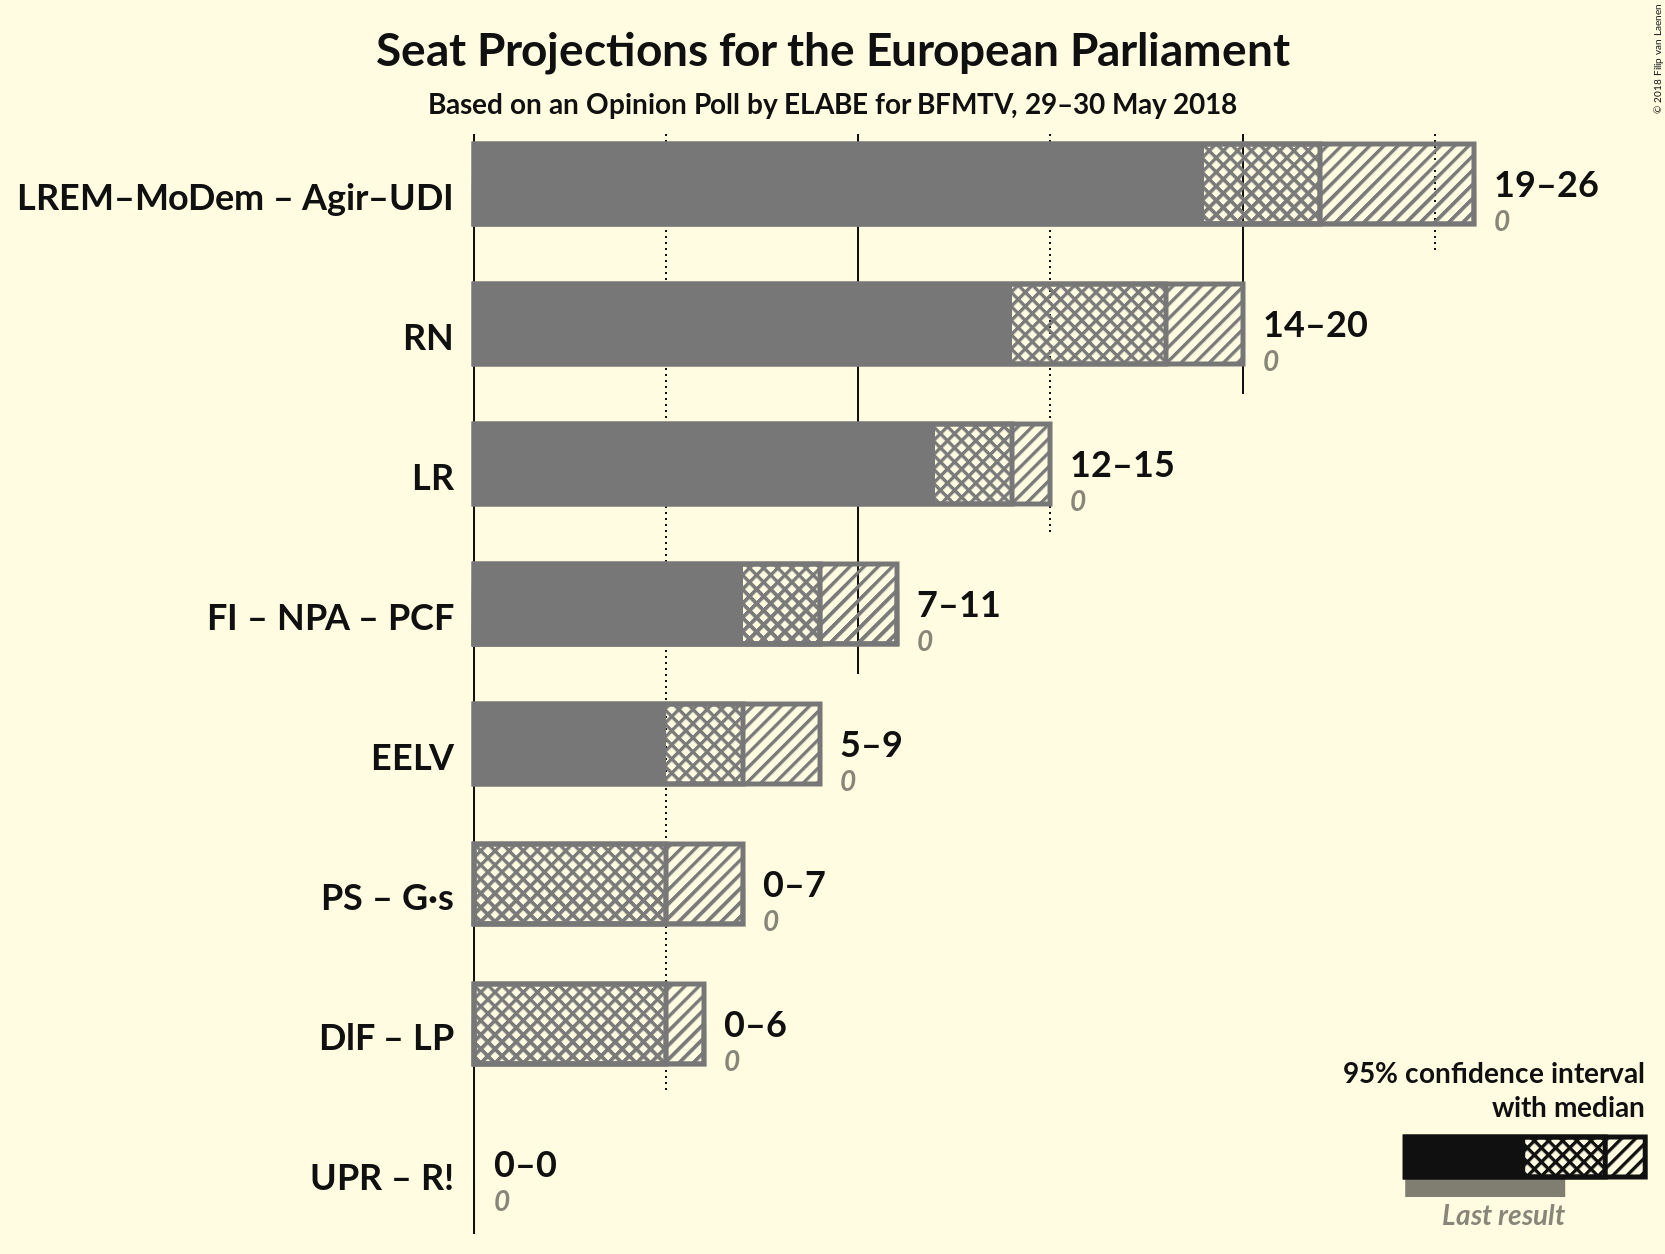 Seat Projections for the European Parliament
Based on an Opinion Poll by ELABE for BFMTV, 29–30 May 2018
© 2018 Filip van Laenen
LREM–MoDem – Agir–UDI
19–26
0
RN
14–20
0
LR
12–15
0
FI – NPA – PCF
7–11
0
EELV
5–9
0
PS – G·s
0–7
0
DlF – LP
0–6
0
UPR – R!
0–0
0
95% confidence interval
with median
Last result